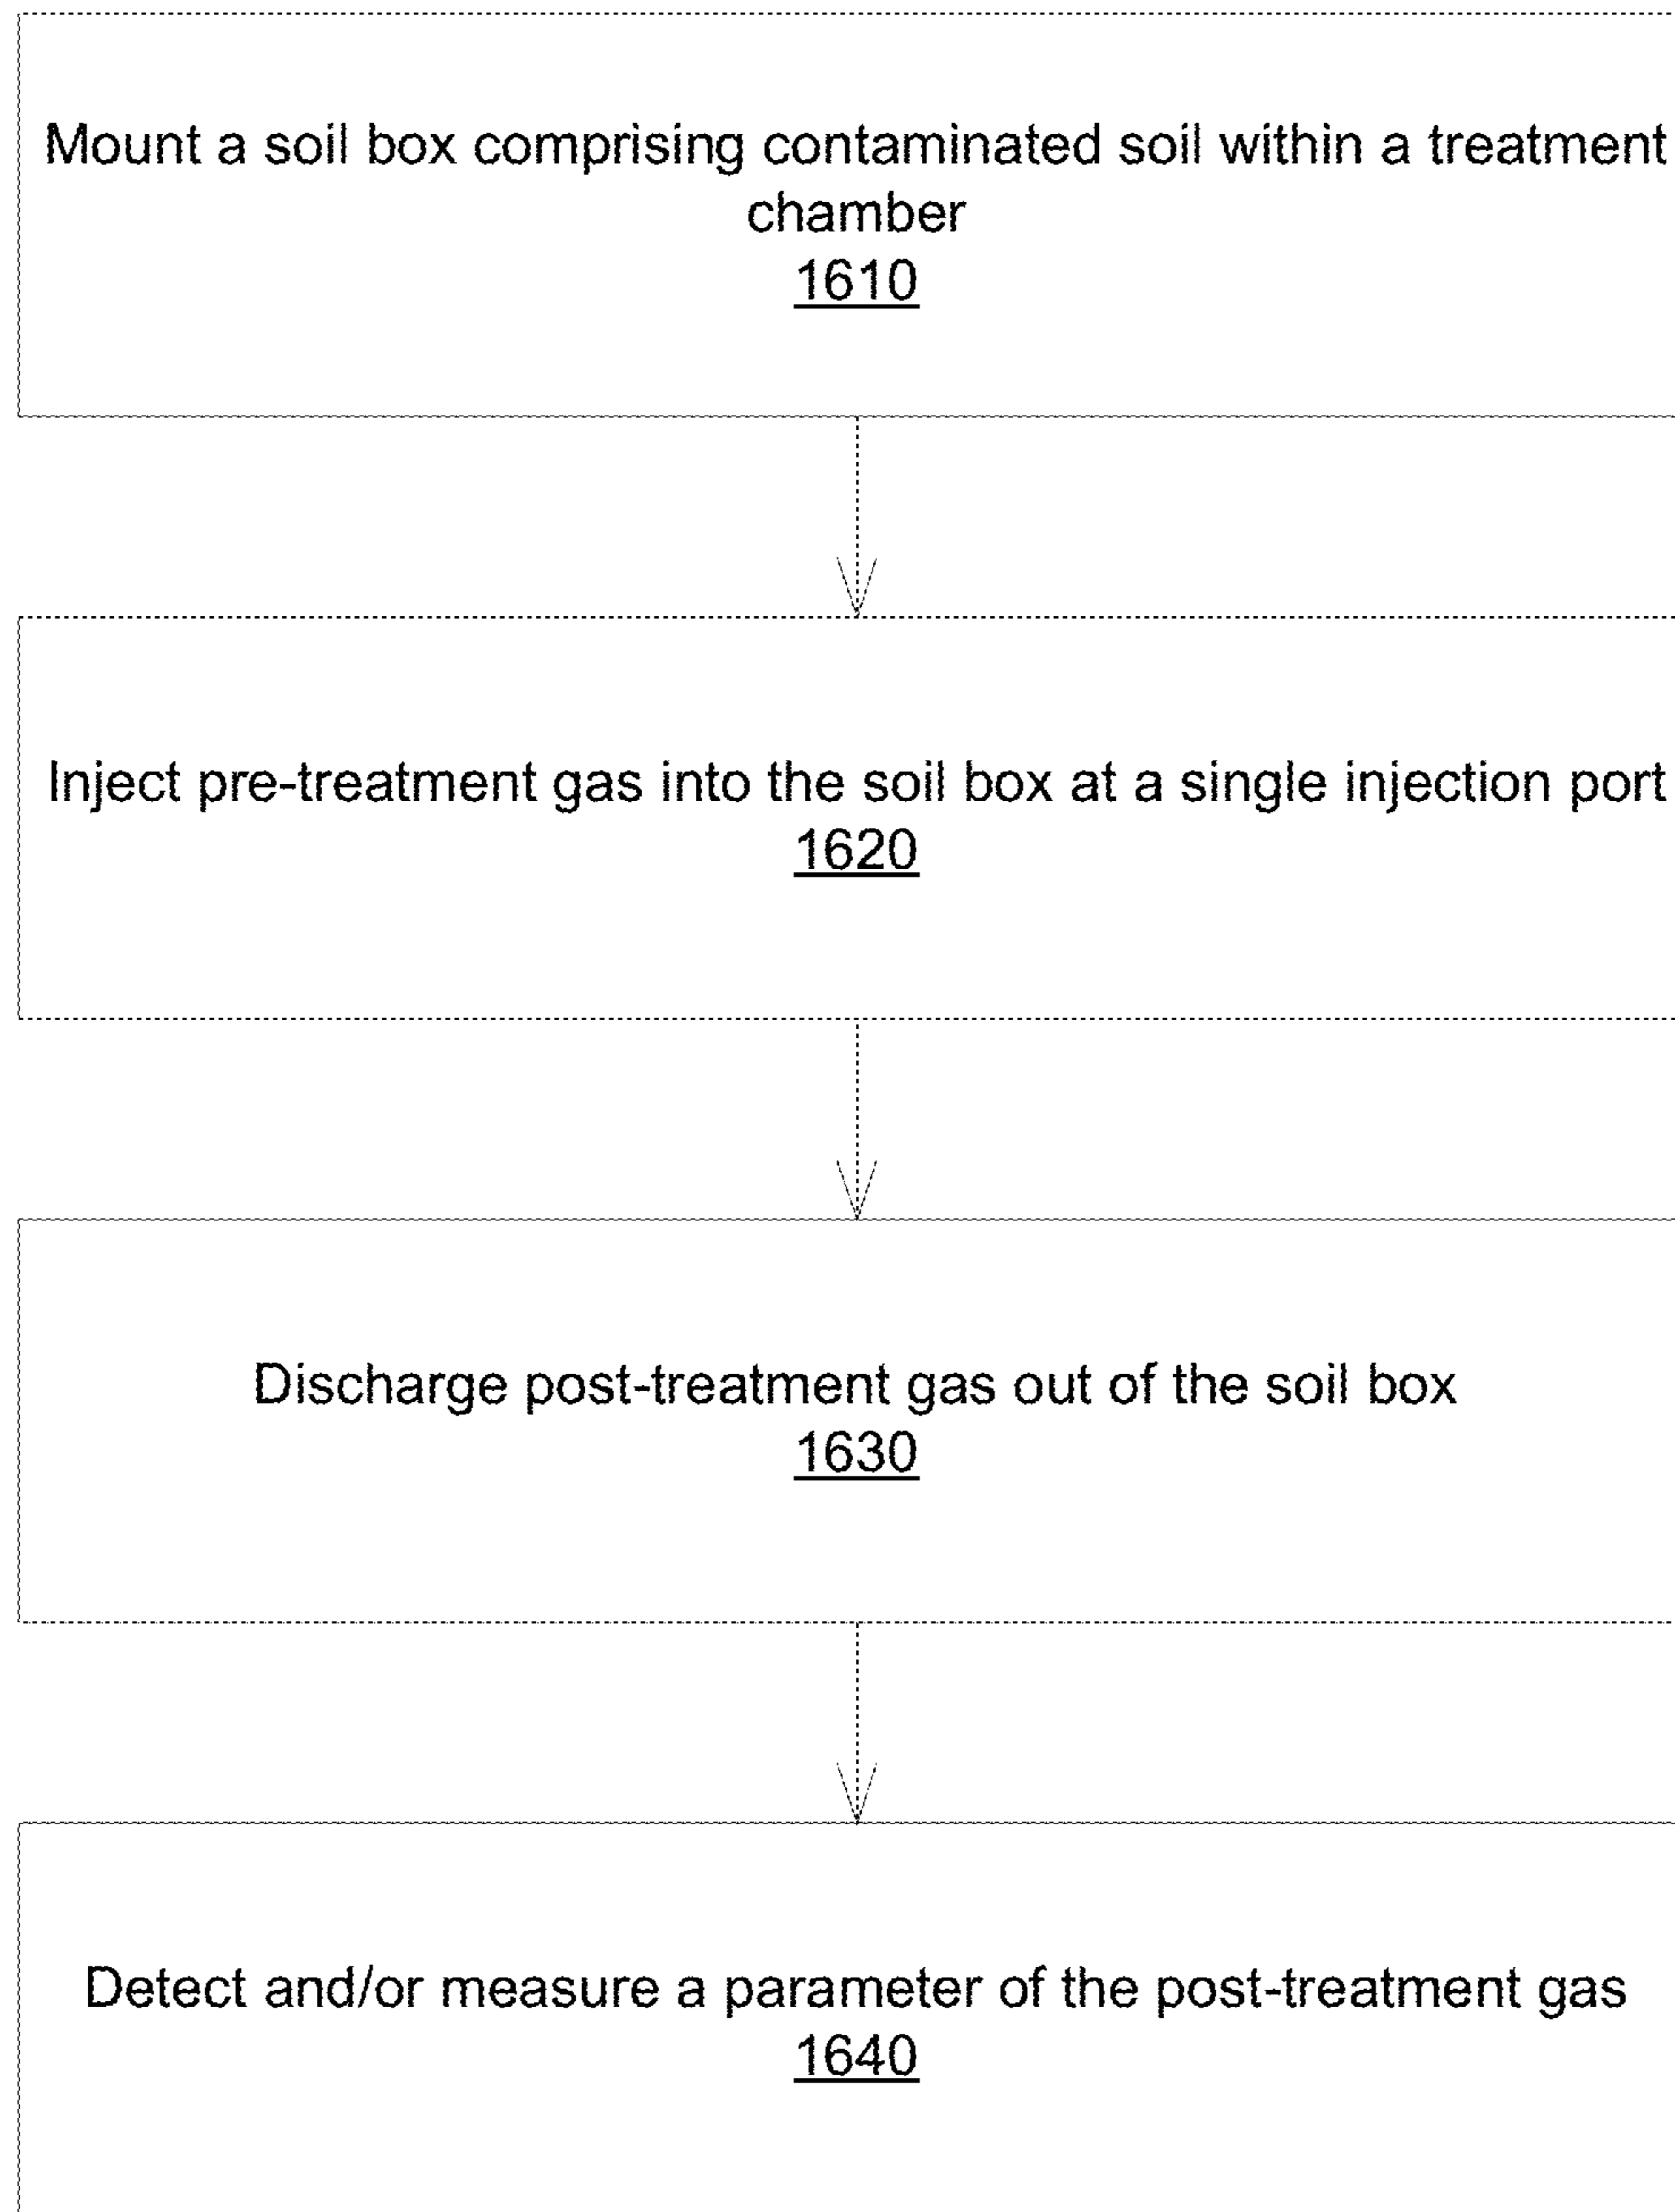 Mount a soil box comprising contaminated soil within a treatment
chamber
1610
Inject pre-treatment gas into the soil box at a single injection port
1620
Discharge post-treatment gas out of the soil box
1630
Detect and/or measure a parameter of the post-treatment gas
1640